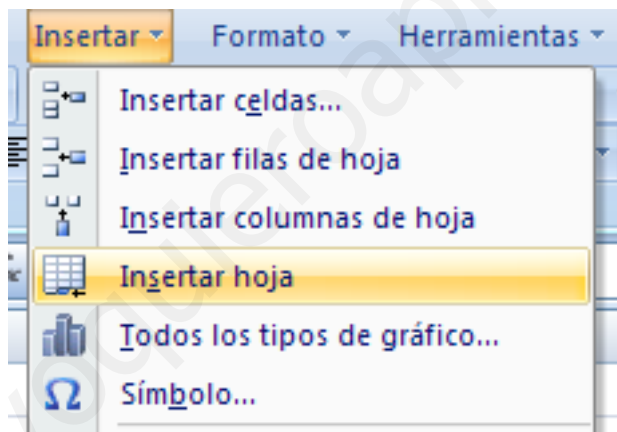 Insertar Formato Herramientas
Insertar celdas...
Insertar filas de hoja
Insertar columnas de hoja
Insertar hoja
Todos los tipos de gráfico...
Símbolo...